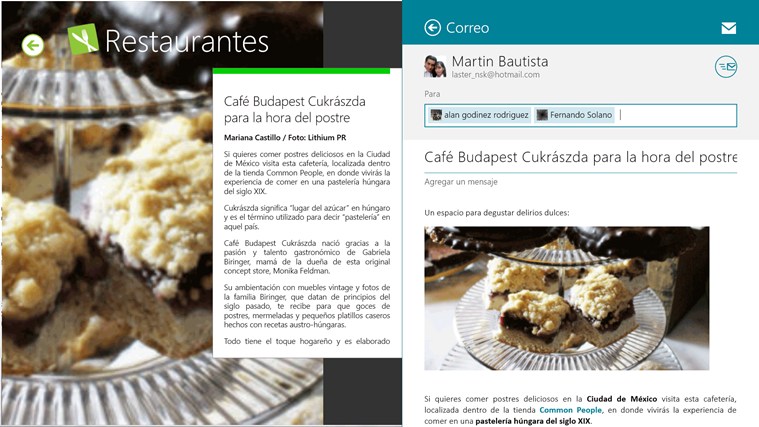 Restaurantes
Café Budapest Cukrászda
para la hora del postre
Mariana Castillo / Foto: Lithium PR
Si quieres comer postres deliciosos en la Ciudad
de México visita esta cafetería, localizada dentro
de la tienda Common People, en donde vivirás la
experiencia de comer en una pastelería húngara
del siglo XIX.
Cukrászda significa “lugar del azúcar” en húngaro
y es el término utilizado para decir “pastelería” en
aquel país.
Café Budapest Cukrászda nació gracias a la
pasión y talento gastronómico de Gabriela
Biringer, mamá de la dueña de esta original
concept store, Monika Feldman.
Su ambientación con muebles vintage y fotos de
la familia Biringer, que datan de principios del
siglo pasado, te recibe para que goces de
postres, mermeladas y pequeños platillos caseros
hechos con recetas austro-húngaras.
Todo tiene el toque hogareño y es elaborado
Correo
Martin Bautista
laster_nsk@hotmail.com
Para
alan godinez rodriguez Fernando Solano
Café Budapest Cukrászda para la hora del postre
Agregar un mensaje
Un espacio para degustar delirios dulces:
Si quieres comer postres deliciosos en la Ciudad de México visita esta cafetería,
localizada dentro de la tienda Common People, en donde vivirás la experiencia de
comer en una pastelería húngara del siglo XIX.